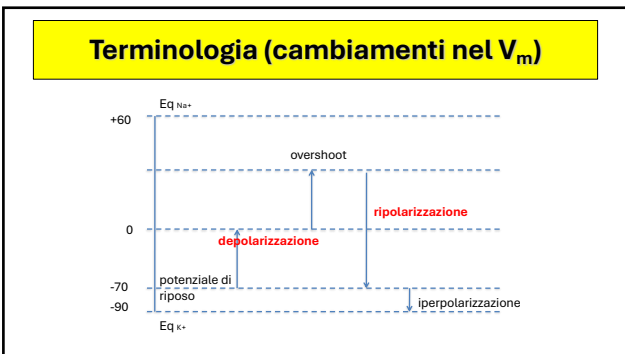 Terminologia (cambiamenti nel Vm)
Eq Na+
+60
overshoot
ripolarizzazione
0
depolarizzazione
potenziale di
riposo
-70
iperpolarizzazione
-90
Eq K+